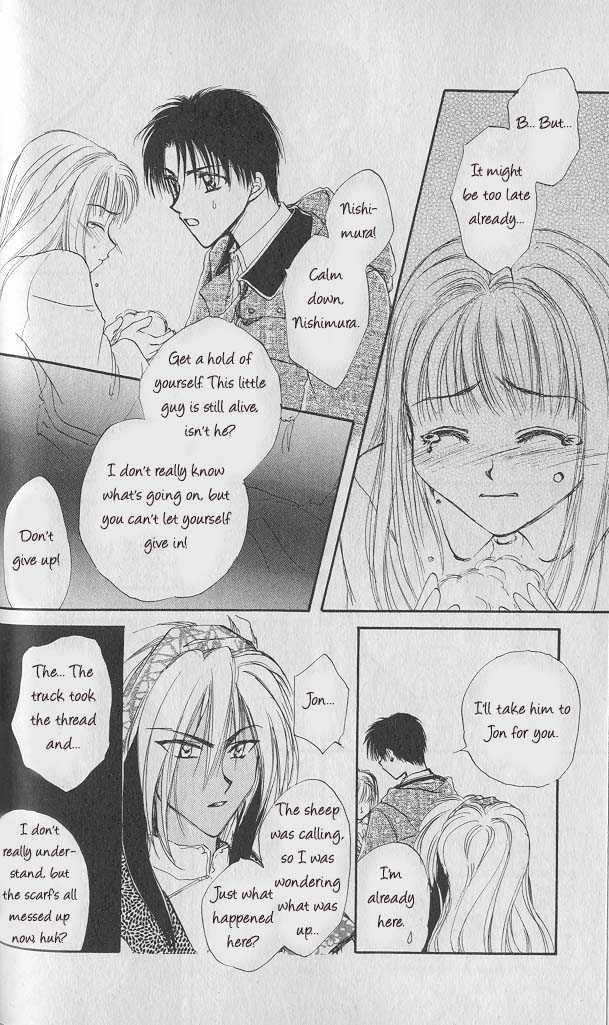 B... But...
It might
be too late
already...
Nishi-
mura!
Calm
down,
Nishimura.
Get a hold of
yourself. This little
guy is still alive,
isn't he?
I don't really know
what's going on, but
you can't let yourself
give in!
Don't
give up!
I'll take him to
Jon for you.
I'm
already
here.
Jon...
The sheep
was calling,
so I was
wondering
what was
up...
Just what
happened
here?
The... The
truck took
the thread
and...
I don't
really under-
stand, but
the scarf's all
messed up
now, huh?